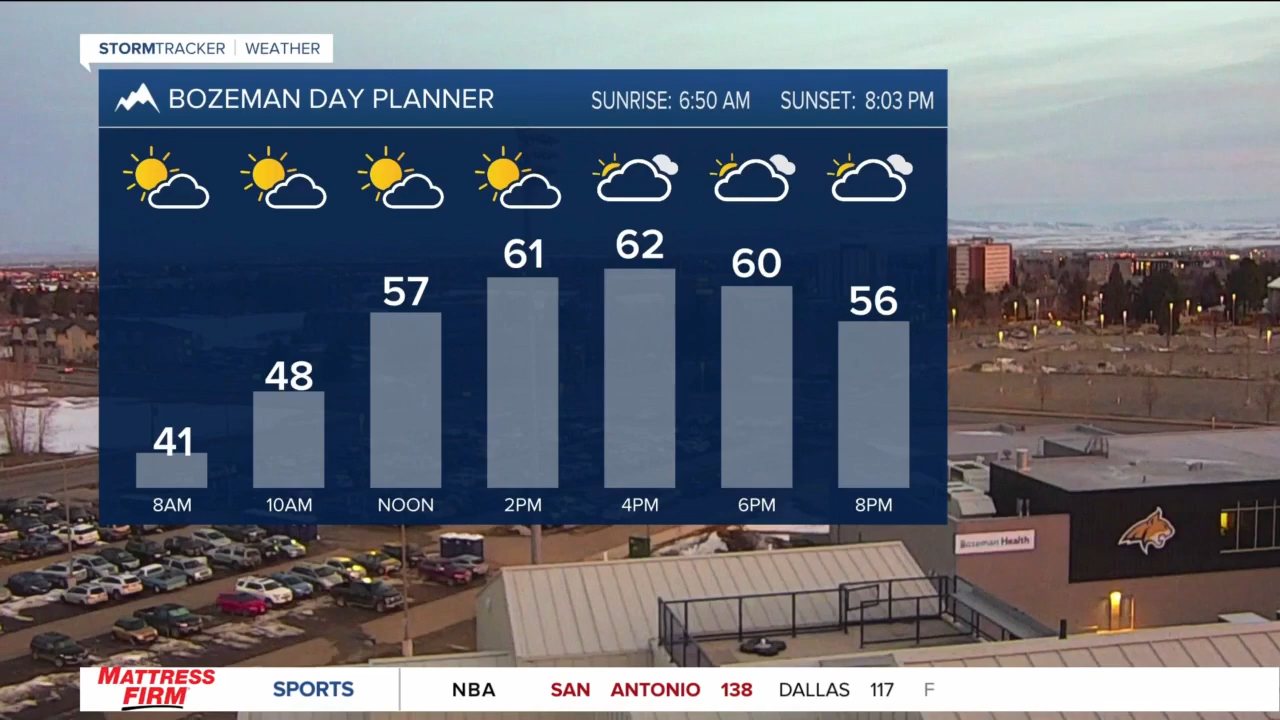 STORMTRACKER | WEATHER
BOZEMAN DAY PLANNER SUNRISE: 6:50 AM SUNSET: 8:03 PM
41 48 57 61 62 60 56
8AM 10AM NOON 2PM 4PM 6PM 8PM
Bozeman Health
MATTRESS
FIRM
SPORTS NBA SAN ANTONIO 138 DALLAS 117 F